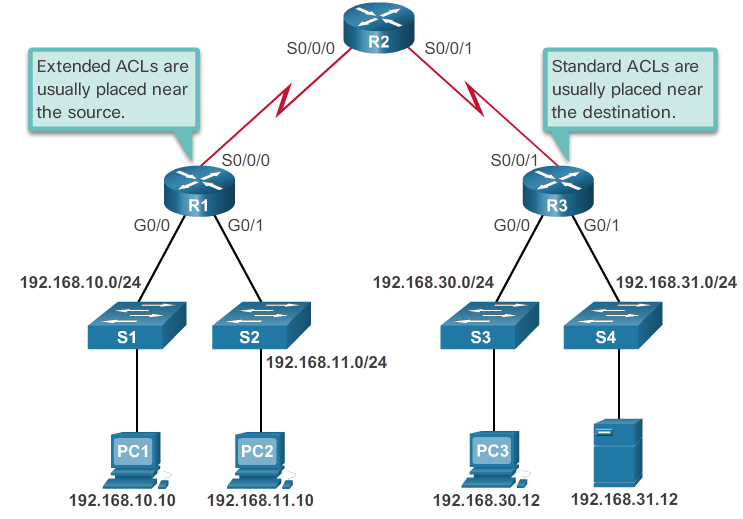 R2
S0/0/0
S0/0/1
Extended ACLs are
usually placed near
the source.
Standard ACLs are
usually placed near
the destination.
S0/0/0
S0/0/1
R1
R3
G0/0
G0/1
G0/0
G0/1
192.168.10.0/24
192.168.30.0/24
192.168.31.0/24
S1
S2
S3
S4
192.168.11.0/24
PC1
PC2
PC3
192.168.10.10
192.168.11.10
192.168.30.12
192.168.31.12